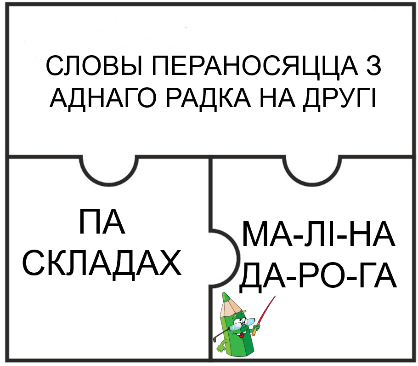 СЛОВЫ ПЕРАНОСЯЦЦА З
АДНАГО РАДКА НА ДРУГІ
ПА
СКЛАДАХ
МА-ЛІ-НА
ДА-РО-ГА